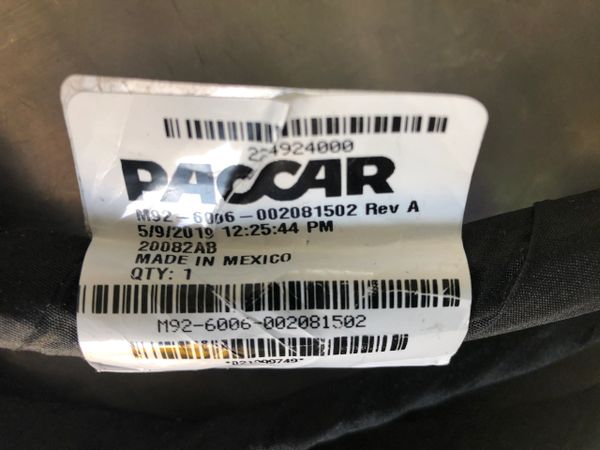 PACCAR
M92-6006-002081502 Rev A
5/9/2019 12:25:44 PM
20082AB
MADE IN MEXICO
QTY: 1
M92-6006-002081502